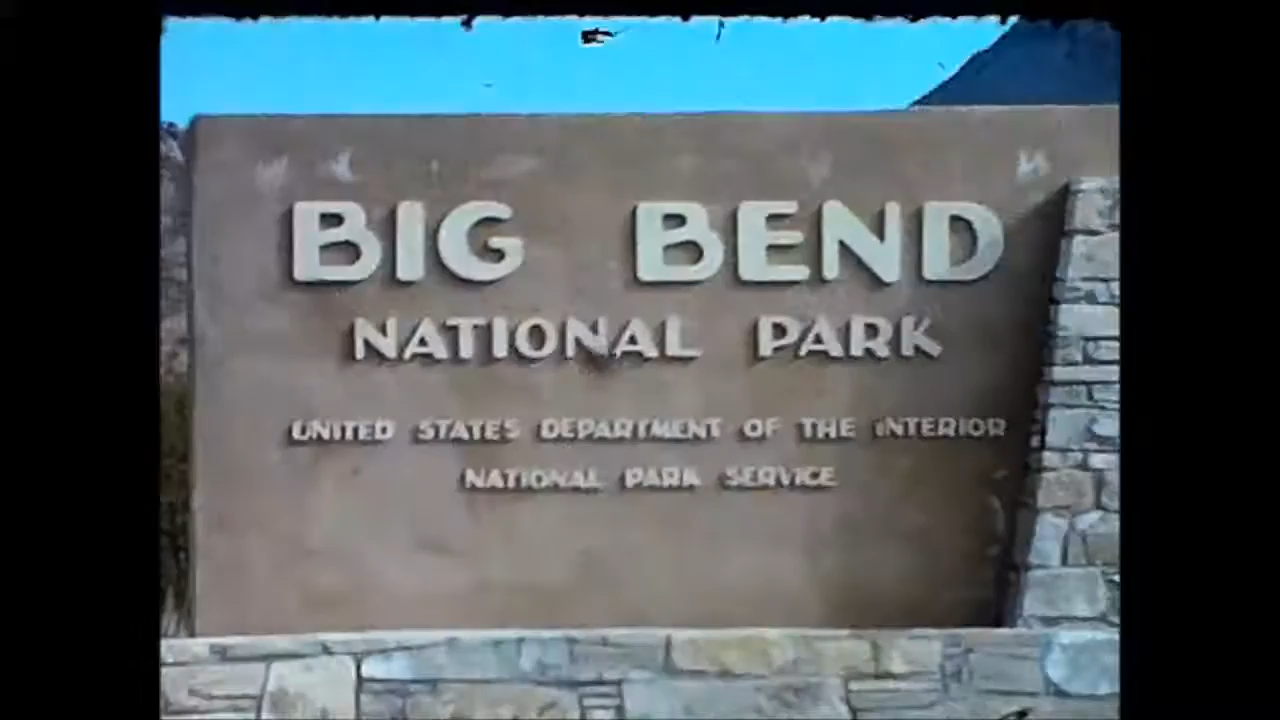 BIG BEND
NATIONAL PARK
UNITED STATES DEPARTMENT OF THE INTERIOR
NATIONAL PARK SERVICE